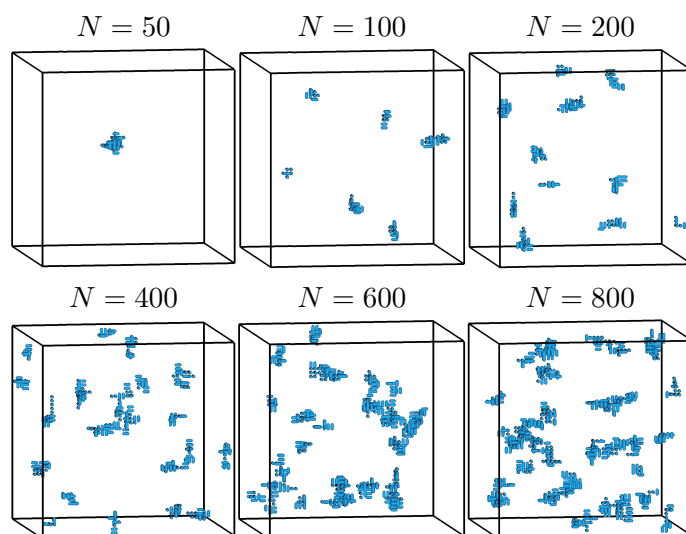 N = 50 N = 100 N = 200
N = 400 N = 600 N = 800